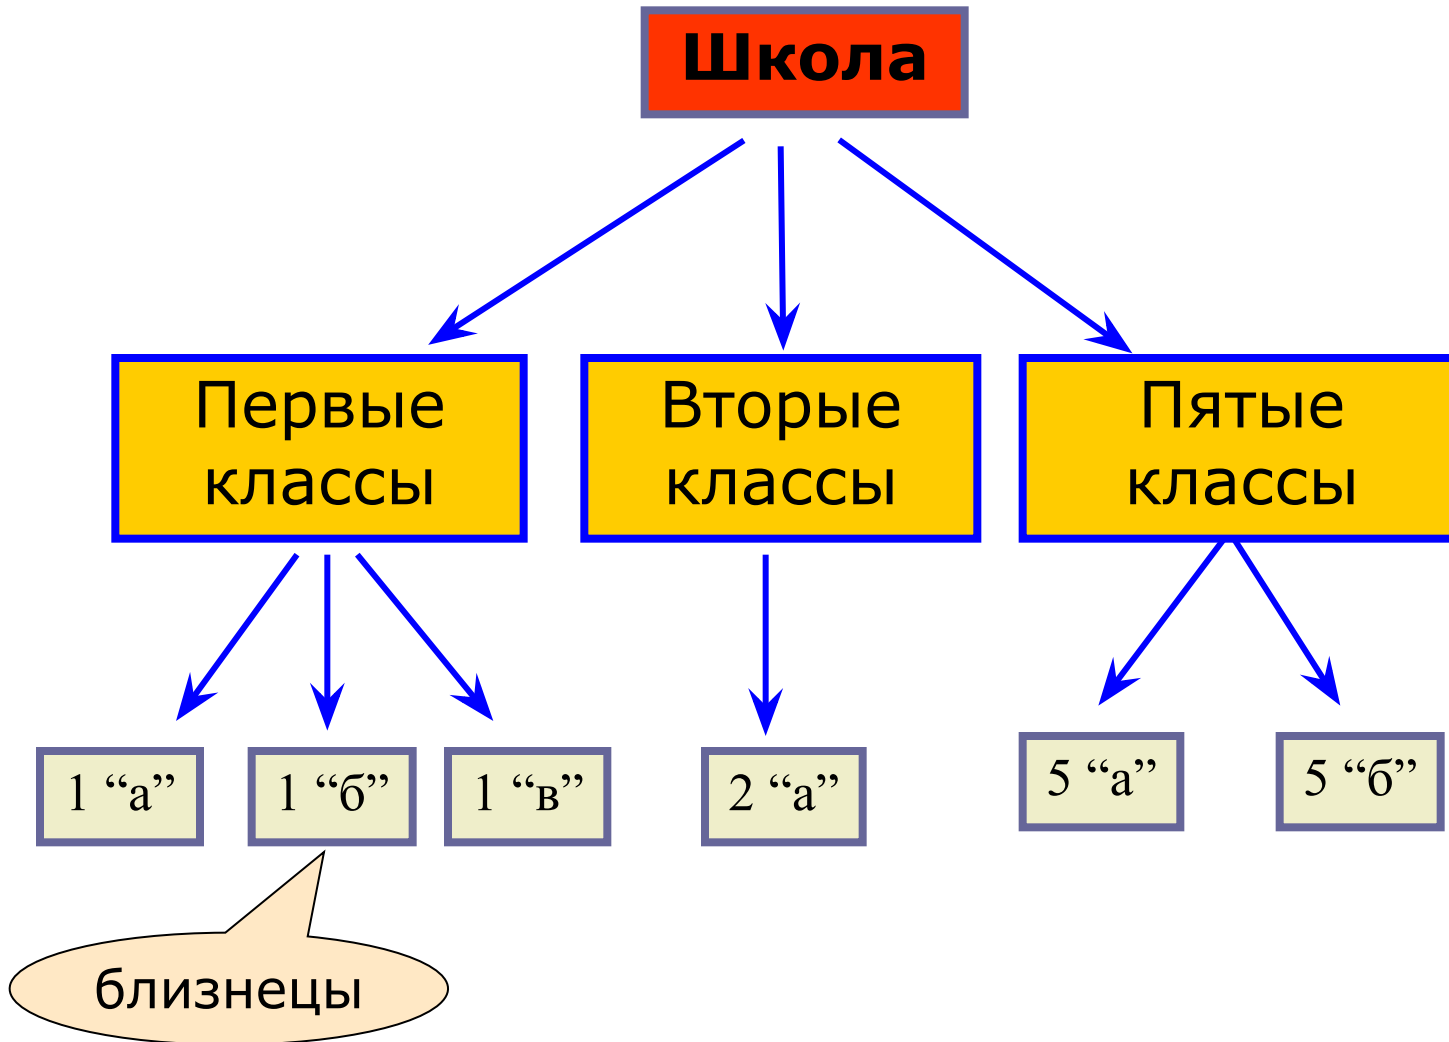 Школа
Первые
классы
Вторые
классы
Пятые
классы
1 “а”
1 “б”
1 “в”
2 “а”
5 “а”
5 “б”
близнецы